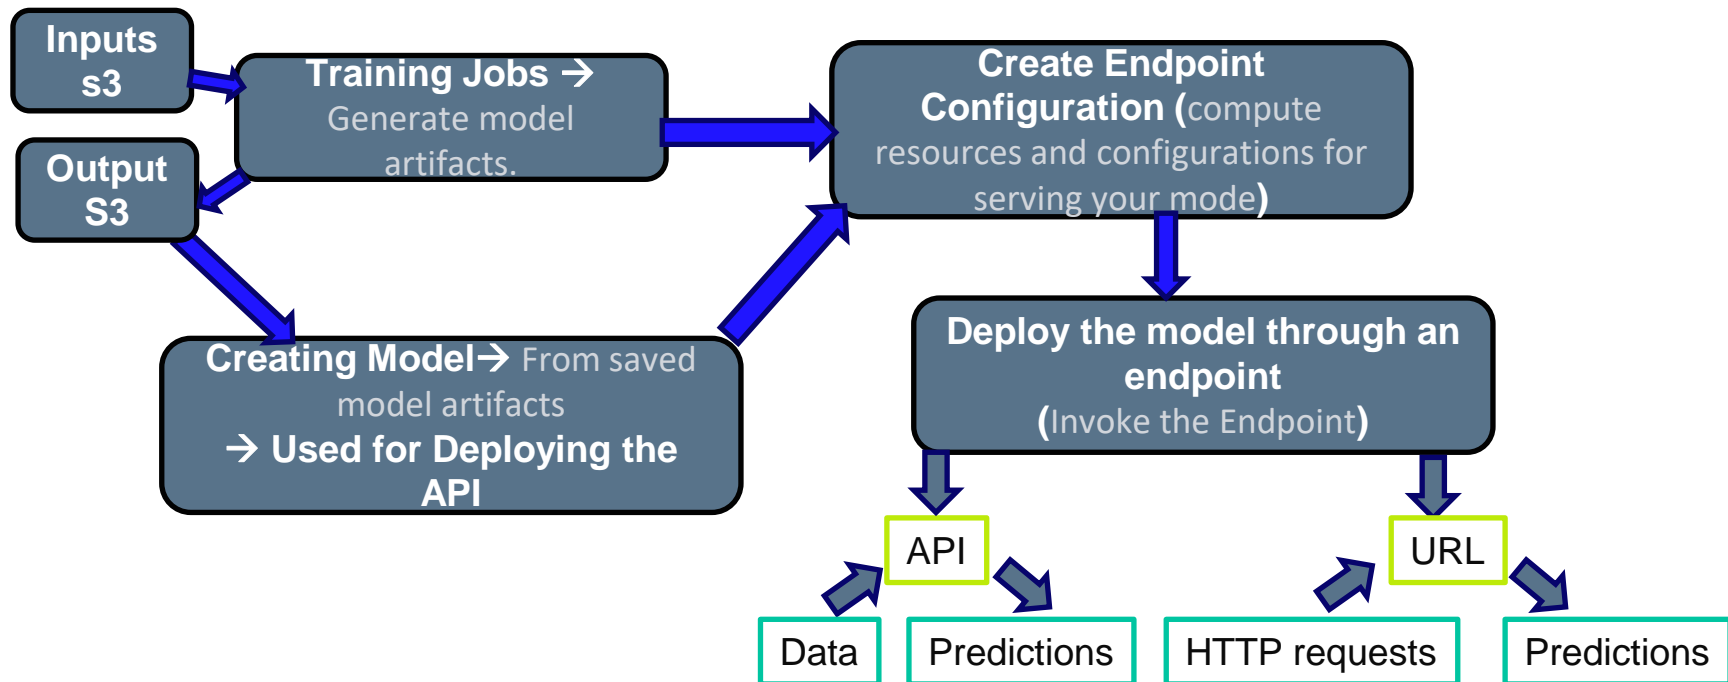 Inputs
s3
Training Jobs →
Generate model
artifacts.
Output
S3
Creating Model→ From saved
model artifacts
→ Used for Deploying the
API
Create Endpoint
Configuration (compute
resources and configurations for
serving your mode)
Deploy the model through an
endpoint
(Invoke the Endpoint)
API
URL
Data
Predictions
HTTP requests
Predictions